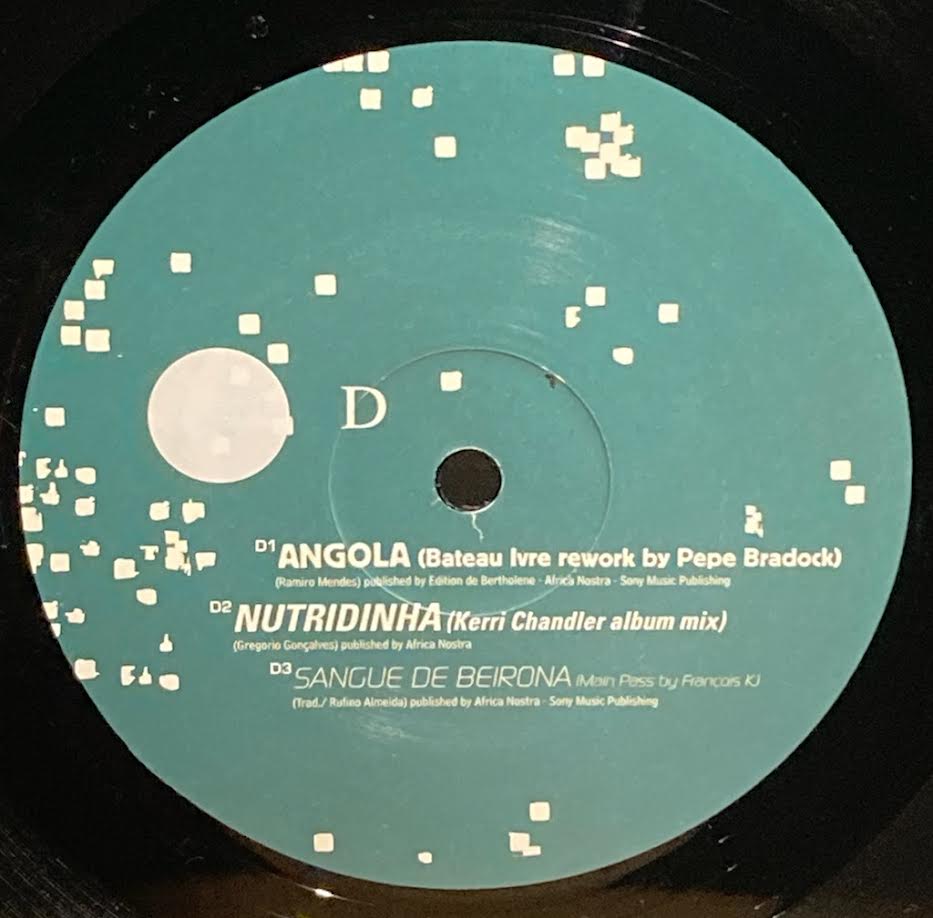 D
D1 ANGOLA (Bateau Ivre rework by Pepe Bradock)
(Ramiro Mendes) published by Edition de Bertholene - Africa Nostra - Sony Music Publishing
D2 NUTRIDINHA (Kerri Chandler album mix)
(Gregorio Gonçalves) published by Africa Nostra
D3 SANGUE DE BEIRONA (Main Pass by François K)
(Trad./ Rufino Almeida) published by Africa Nostra - Sony Music Publishing